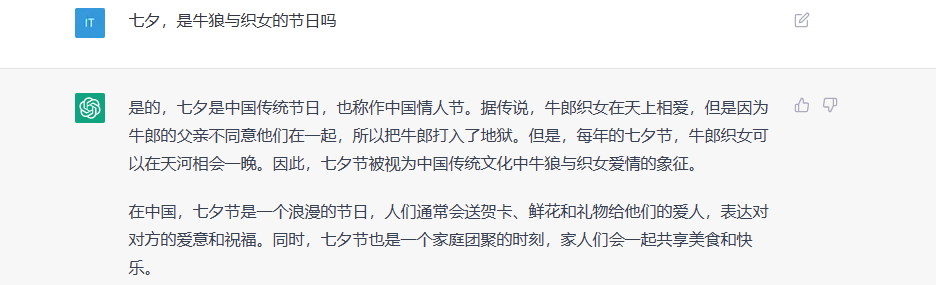 IT
七夕，是牛狼与织女的节日吗
是的，七夕是中国传统节日，也称作中国情人节。据传说，牛郎织女在天上相爱，但是因为
牛郎的父亲不同意他们在一起，所以把牛郎打入了地狱。但是，每年的七夕节，牛郎织女可
以在天河相会一晚。因此，七夕节被视为中国传统文化中牛狼与织女爱情的象征。
在中国，七夕节是一个浪漫的节日，人们通常会送贺卡、鲜花和礼物给他们的爱人，表达对
对方的爱意和祝福。同时，七夕节也是一个家庭团聚的时刻，家人们会一起共享美食和快
乐。